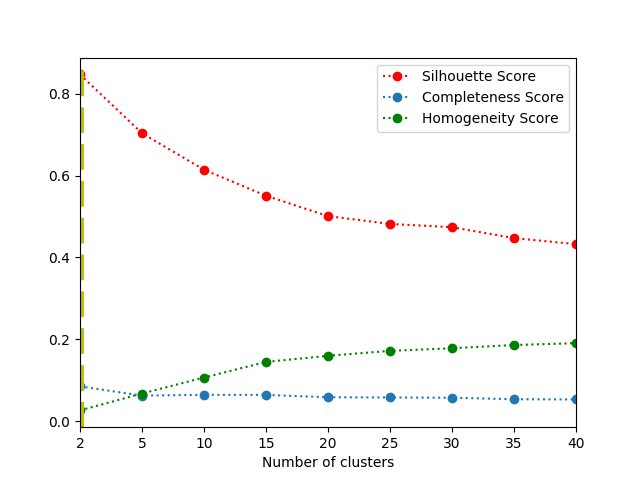 Silhouette Score
Completeness Score
Homogeneity Score
0.8
0.6
0.4
0.2
0.0
2 5 10 15 20 25 30 35 40
Number of clusters